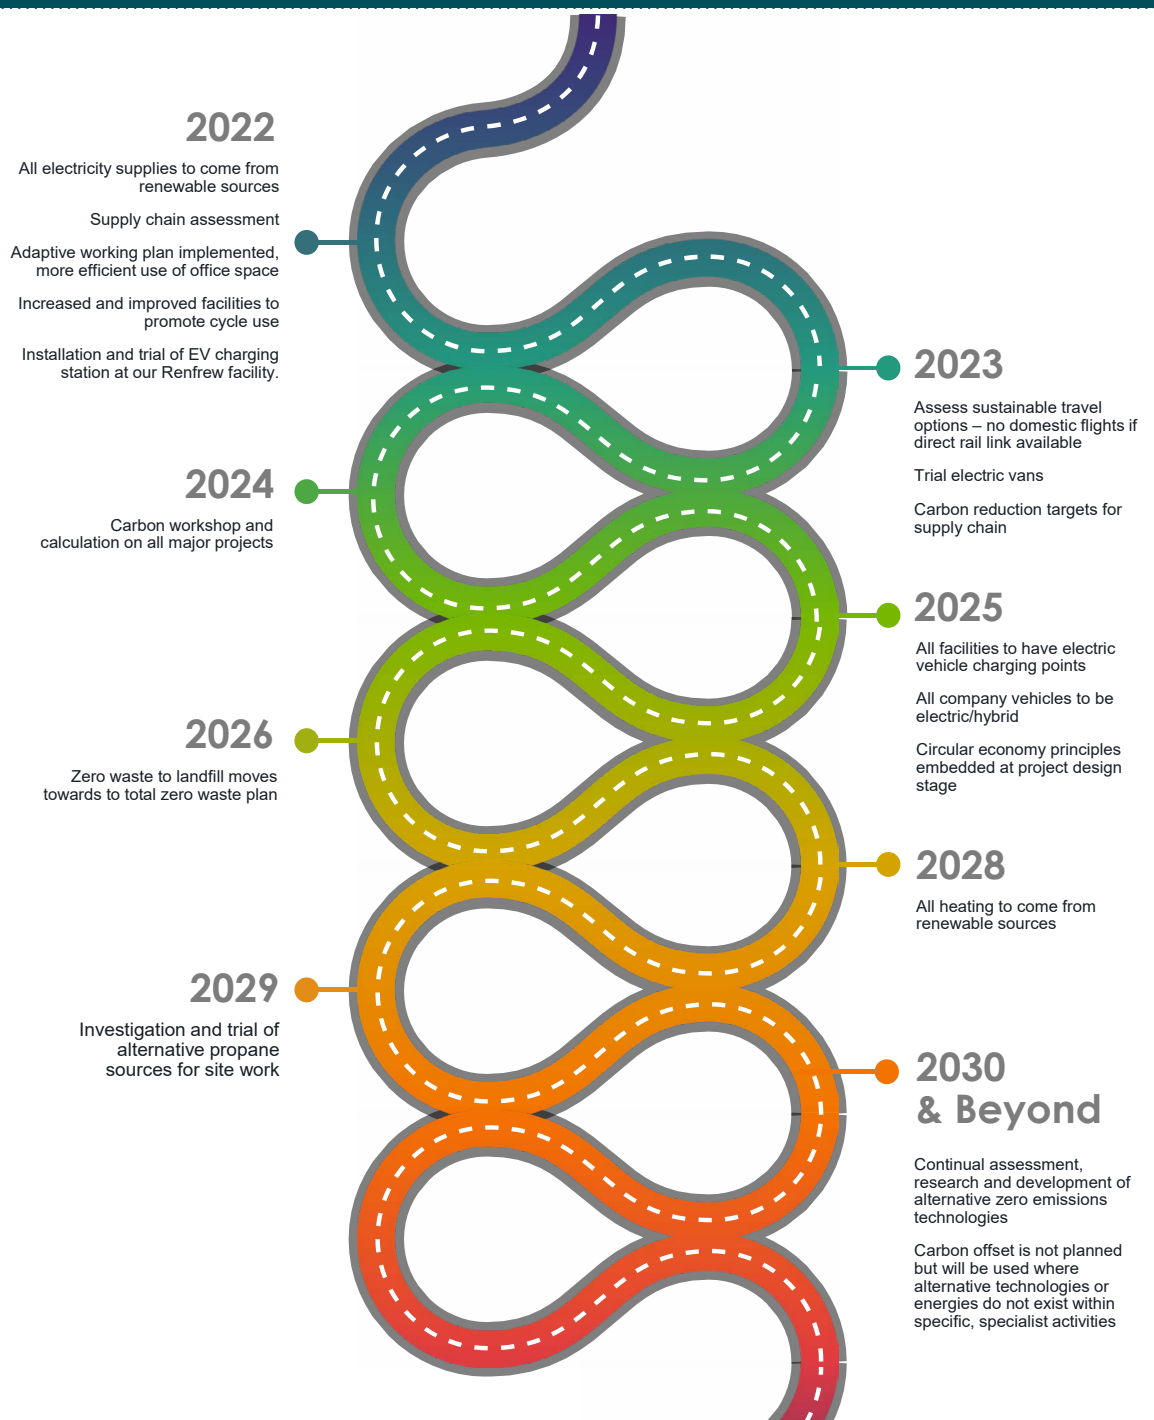 2022
All electricity supplies to come from
renewable sources
Supply chain assessment
Adaptive working plan implemented,
more efficient use of office space
Increased and improved facilities to
promote cycle use
Installation and trial of EV charging
station at our Renfrew facility.
2023
Assess sustainable travel
options – no domestic flights if
direct rail link available
Trial electric vans
Carbon reduction targets for
supply chain
2024
Carbon workshop and
calculation on all major projects
2025
All facilities to have electric
vehicle charging points
All company vehicles to be
electric/hybrid
Circular economy principles
embedded at project design
stage
2026
Zero waste to landfill moves
towards to total zero waste plan
2028
All heating to come from
renewable sources
2029
Investigation and trial of
alternative propane
sources for site work
2030
& Beyond
Continual assessment,
research and development of
alternative zero emissions
technologies
Carbon offset is not planned
but will be used where
alternative technologies or
energies do not exist within
specific, specialist activities